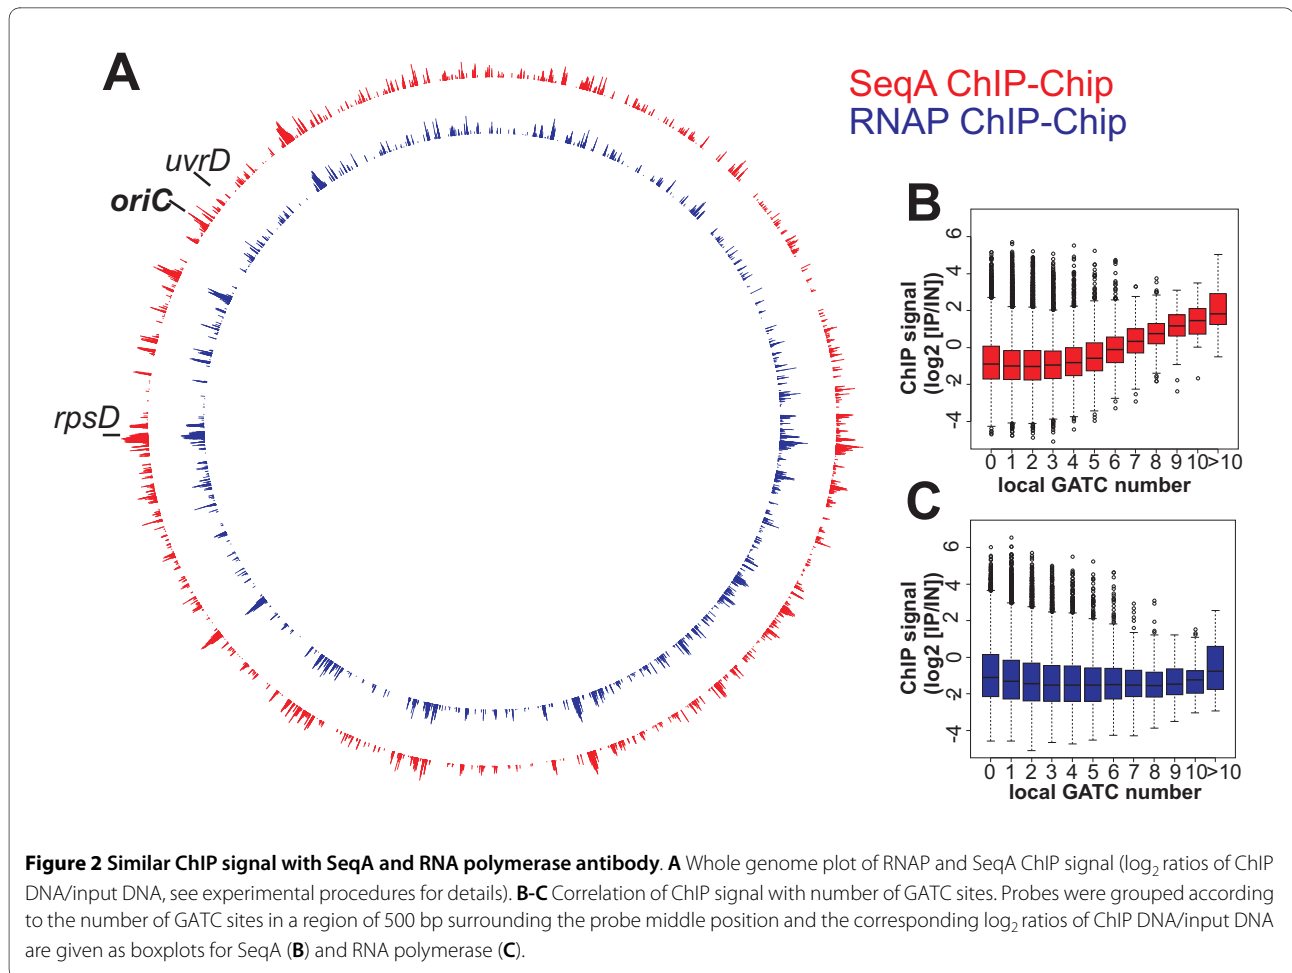 A
SeqA ChIP-Chip
RNAP ChIP-Chip
uvrD
oriC
rpsD
B
6
4
2
0
-2
-4
ChIP signal
(log2 [IP/IN])
0 1 2 3 4 5 6 7 8 9 10 >10
local GATC number
C
6
4
2
0
-2
-4
ChIP signal
(log2 [IP/IN])
0 1 2 3 4 5 6 7 8 9 10 >10
local GATC number
Figure 2 Similar ChIP signal with SeqA and RNA polymerase antibody. A Whole genome plot of RNAP and SeqA ChIP signal (log2 ratios of ChIP
DNA/input DNA, see experimental procedures for details). B-C Correlation of ChIP signal with number of GATC sites. Probes were grouped according
to the number of GATC sites in a region of 500 bp surrounding the probe middle position and the corresponding log2 ratios of ChIP DNA/input DNA
are given as boxplots for SeqA (B) and RNA polymerase (C).